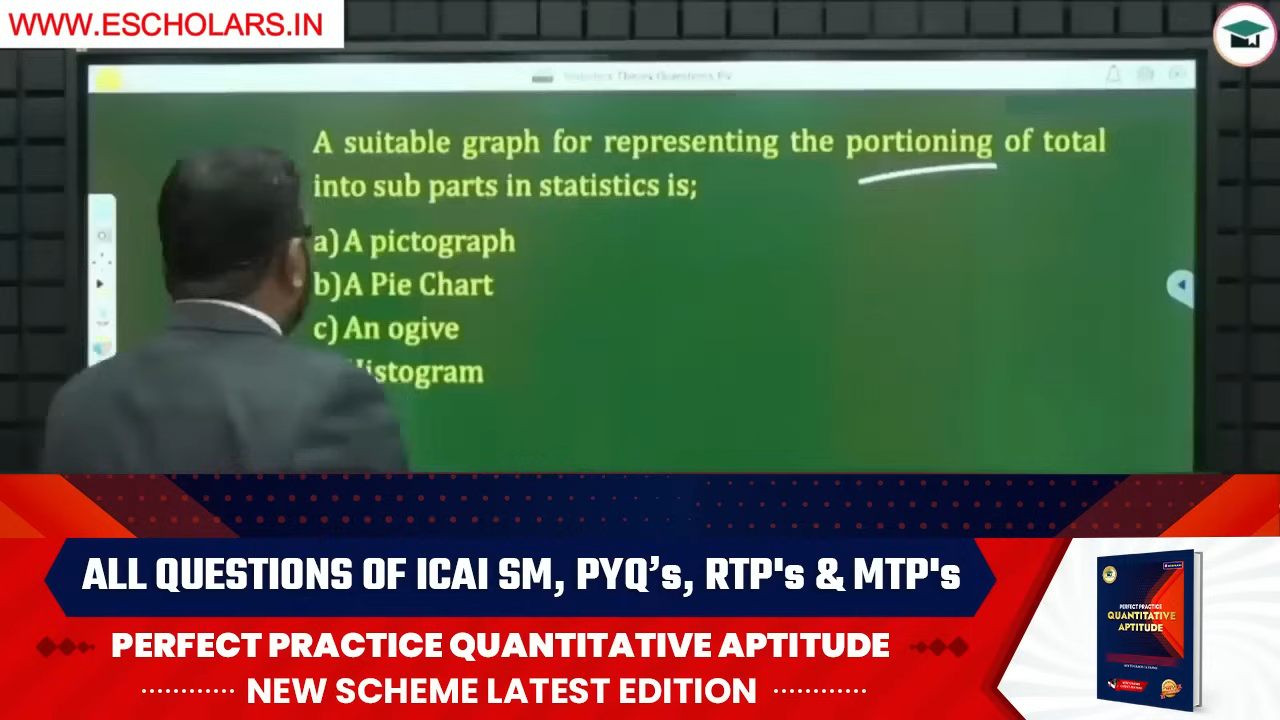 WWW.ESCHOLARS.IN
A suitable graph for representing the portioning of total
into sub parts in statistics is;
a) A pictograph
b) A Pie Chart
c) An ogive
Histogram
ALL QUESTIONS OF ICAI SM, PYQ’s, RTP's & MTP's
PERFECT PRACTICE QUANTITATIVE APTITUDE
NEW SCHEME LATEST EDITION
PERFECT PRACTICE
QUANTITATIVE
APTITUDE